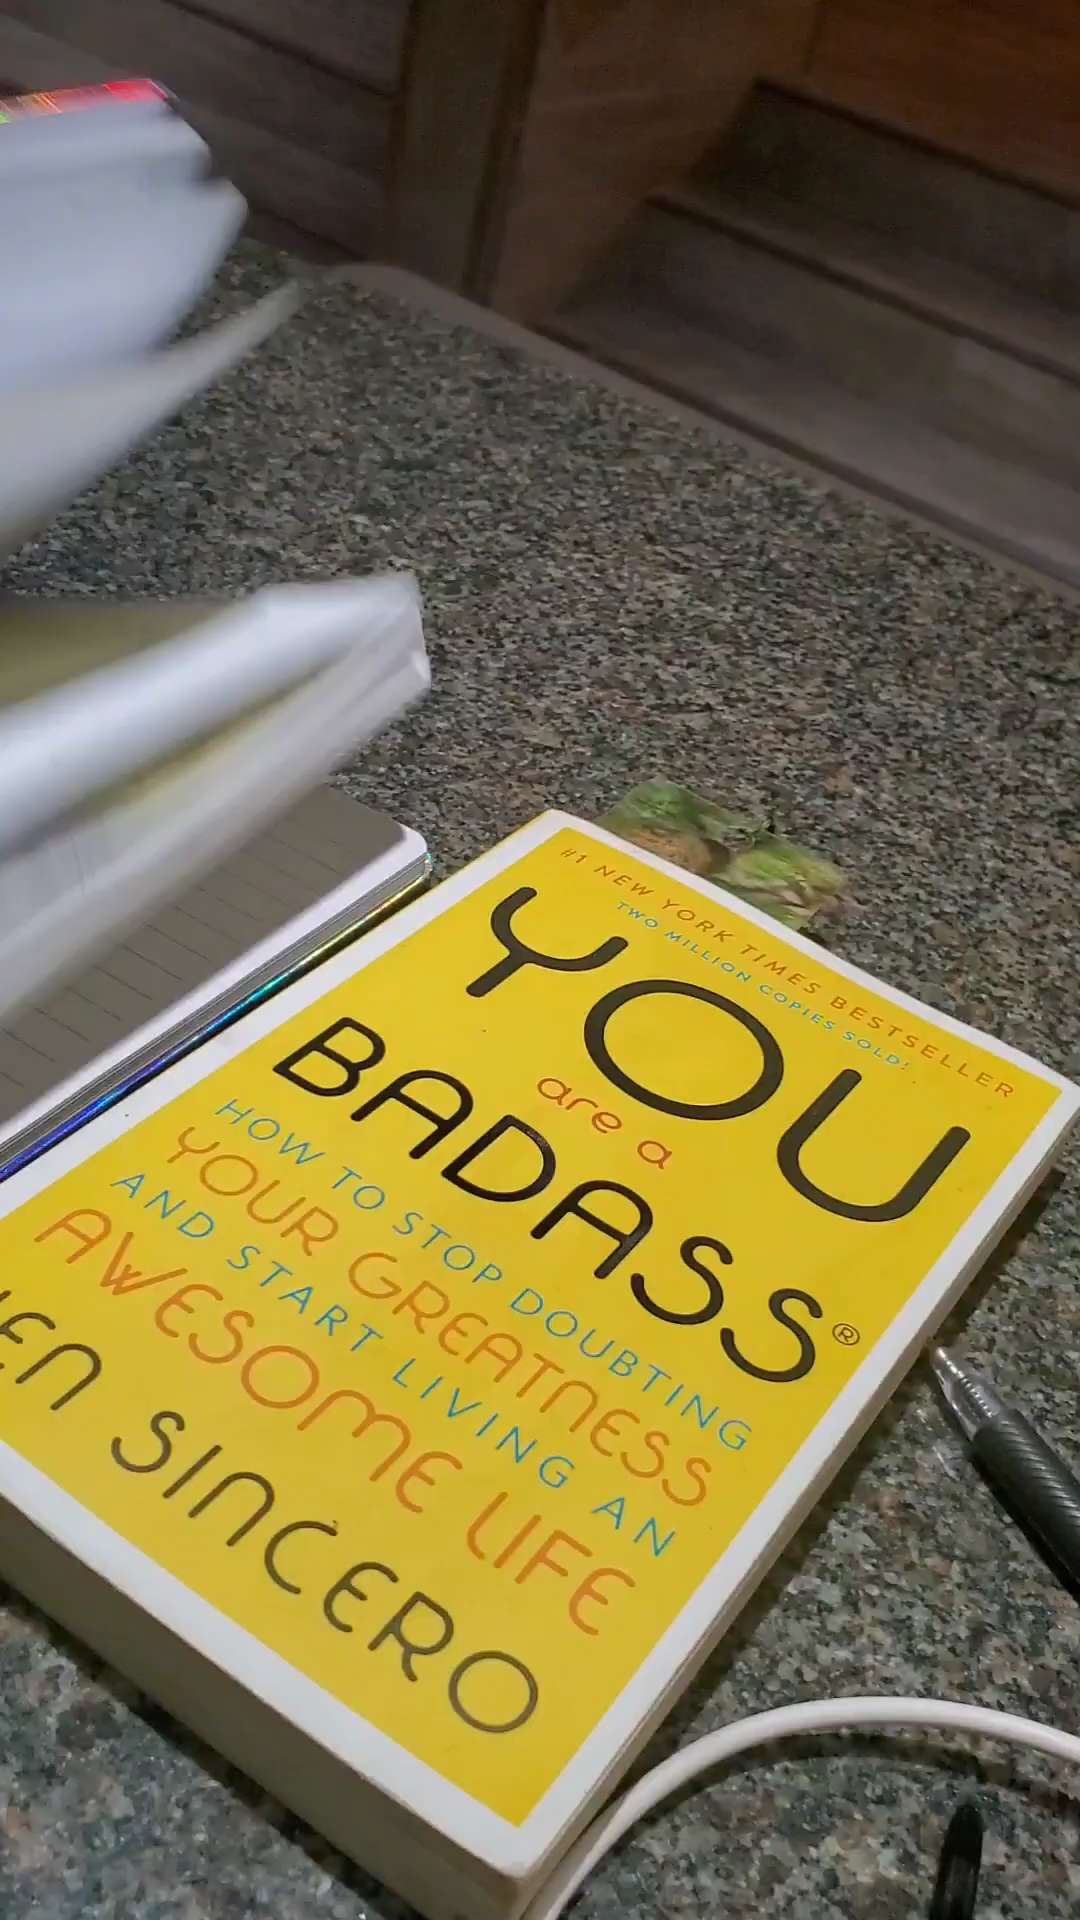 #1 NEW YORK TIMES BESTSELLER
TWO MILLION COPIES SOLD!
YOU
are a
BADASS®
HOW TO STOP DOUBTING
YOUR GREATNESS
AND START LIVING AN
AWESOME LIFE
SINCERO